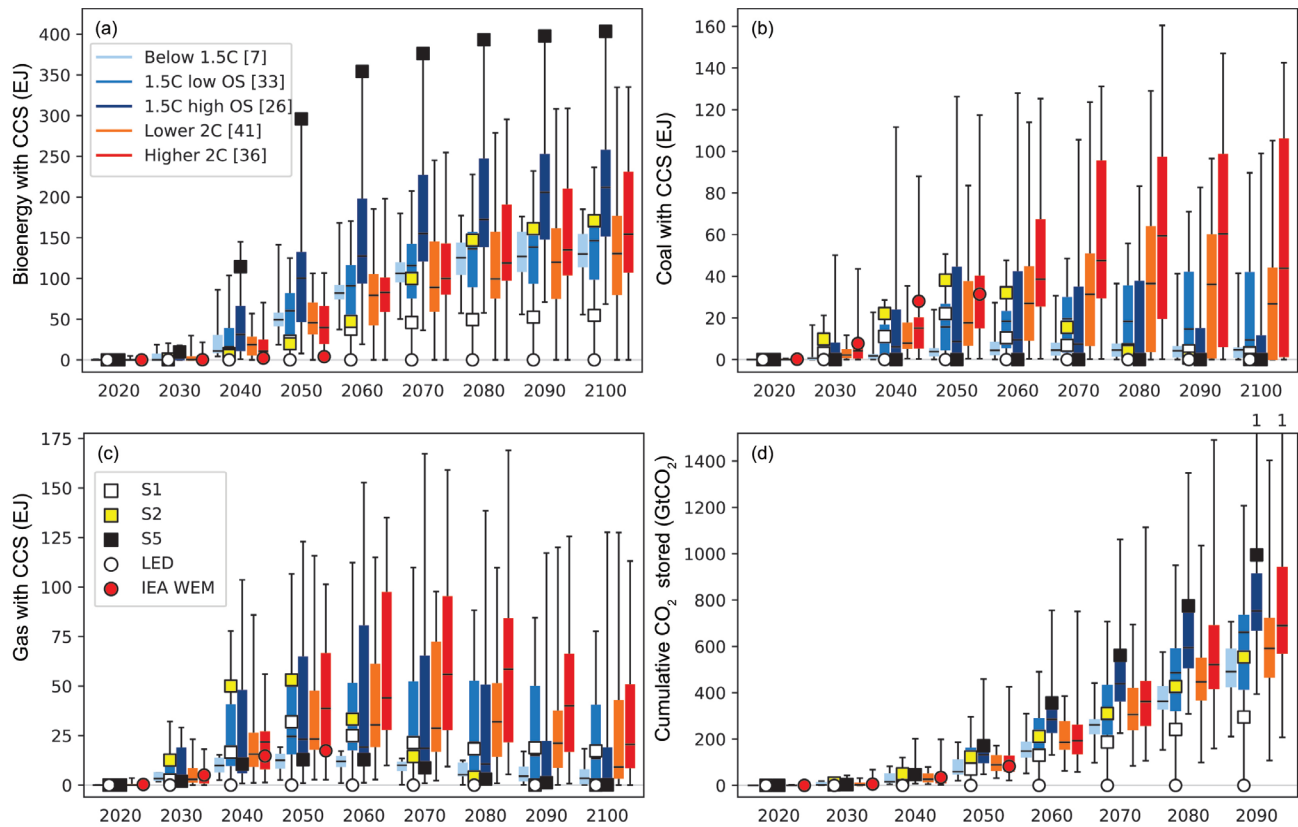 (a)
Bioenergy with CCS (EJ)
400
350
300
250
200
150
100
50
0
Below 1.5C [7]
1.5C low OS [33]
1.5C high OS [26]
Lower 2C [41]
Higher 2C [36]
2020 2030 2040 2050 2060 2070 2080 2090 2100
(b)
Coal with CCS (EJ)
160
140
120
100
80
60
40
20
0
2020 2030 2040 2050 2060 2070 2080 2090 2100
(c)
Gas with CCS (EJ)
175
150
125
100
75
50
25
0
S1
S2
S5
LED
IEA WEM
2020 2030 2040 2050 2060 2070 2080 2090 2100
(d)
1 1
Cumulative CO₂ stored (GtCO₂)
1400
1200
1000
800
600
400
200
0
2020 2030 2040 2050 2060 2070 2080 2090